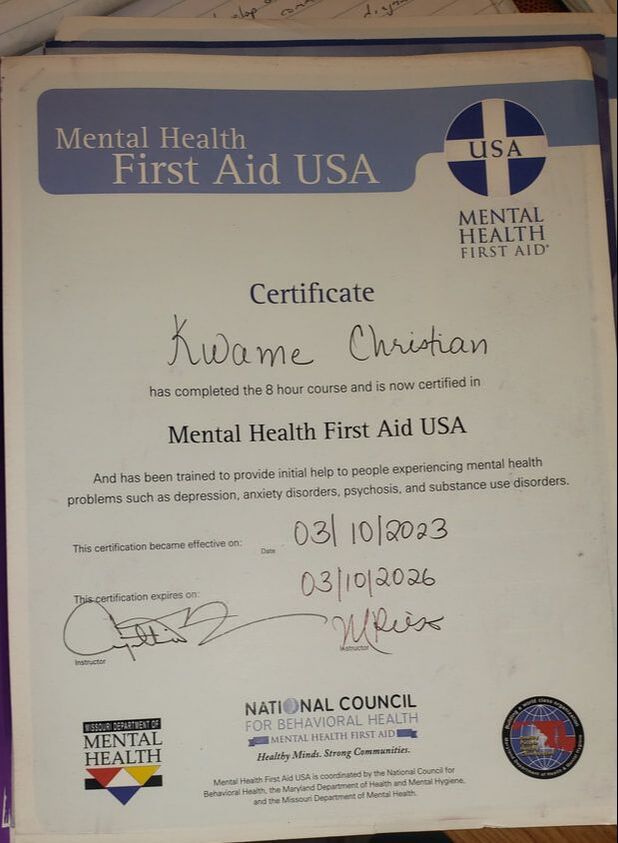 Mental Health
First Aid USA
USA
MENTAL
HEALTH
FIRST AID®
Certificate
Kwame Christian
has completed the 8 hour course and is now certified in
Mental Health First Aid USA
And has been trained to provide initial help to people experiencing mental health
problems such as depression, anxiety disorders, psychosis, and substance use disorders.
This certification became effective on: 03/10/2023
Date
This certification expires on: 03/10/2026
Instructor
Instructor
MISSOURI DEPARTMENT OF
MENTAL
HEALTH
NATIONAL COUNCIL
FOR BEHAVIORAL HEALTH
MENTAL HEALTH FIRST AID
Healthy Minds. Strong Communities.
Mental Health First Aid USA is coordinated by the National Council for
Behavioral Health, the Maryland Department of Health and Mental Hygiene,
and the Missouri Department of Mental Health.